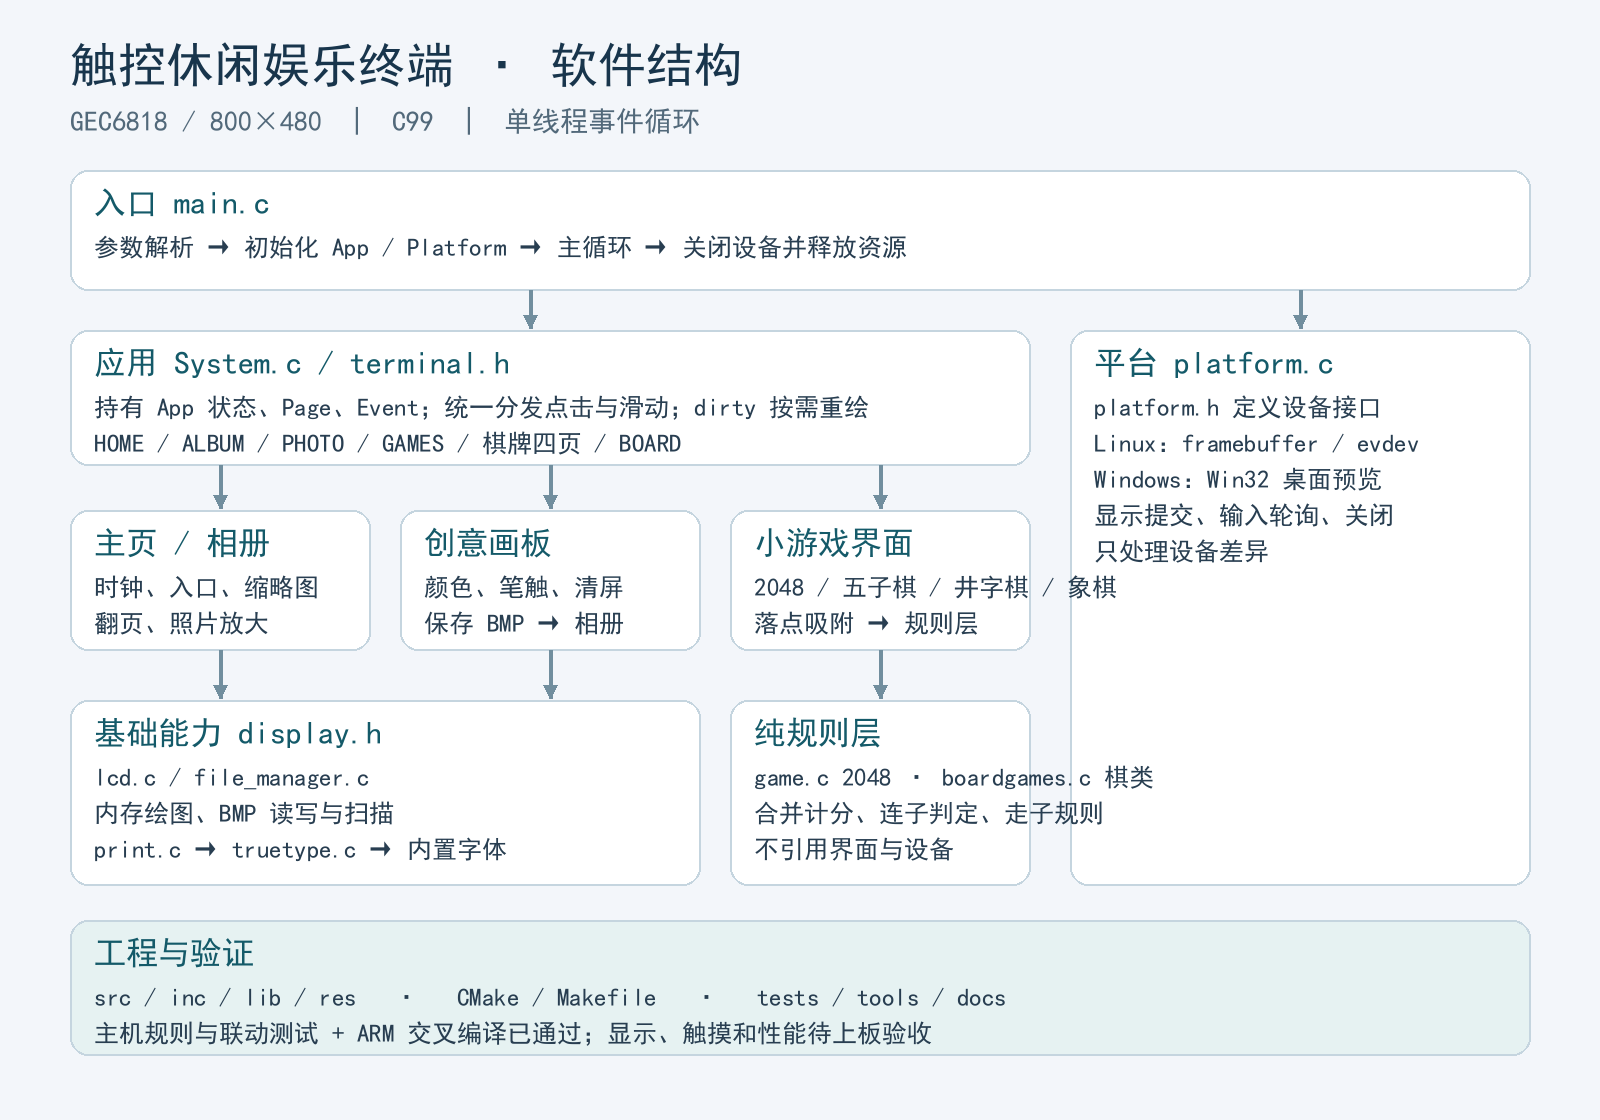 触控休闲娱乐终端 · 软件结构
GEC6818 / 800×480 | C99 | 单线程事件循环
入口 main.c
参数解析 → 初始化 App / Platform → 主循环 → 关闭设备并释放资源
应用 System.c / terminal.h
持有 App 状态、Page、Event；统一分发点击与滑动；dirty 按需重绘
HOME / ALBUM / PHOTO / GAMES / 棋牌四页 / BOARD
平台 platform.c
platform.h 定义设备接口
Linux：framebuffer / evdev
Windows：Win32 桌面预览
显示提交、输入轮询、关闭
只处理设备差异
主页 / 相册
时钟、入口、缩略图
翻页、照片放大
创意画板
颜色、笔触、清屏
保存 BMP → 相册
小游戏界面
2048 / 五子棋 / 井字棋 / 象棋
落点吸附 → 规则层
基础能力 display.h
lcd.c / file_manager.c
内存绘图、BMP 读写与扫描
print.c → truetype.c → 内置字体
纯规则层
game.c 2048 · boardgames.c 棋类
合并计分、连子判定、走子规则
不引用界面与设备
工程与验证
src / inc / lib / res · CMake / Makefile · tests / tools / docs
主机规则与联动测试 + ARM 交叉编译已通过；显示、触摸和性能待上板验收